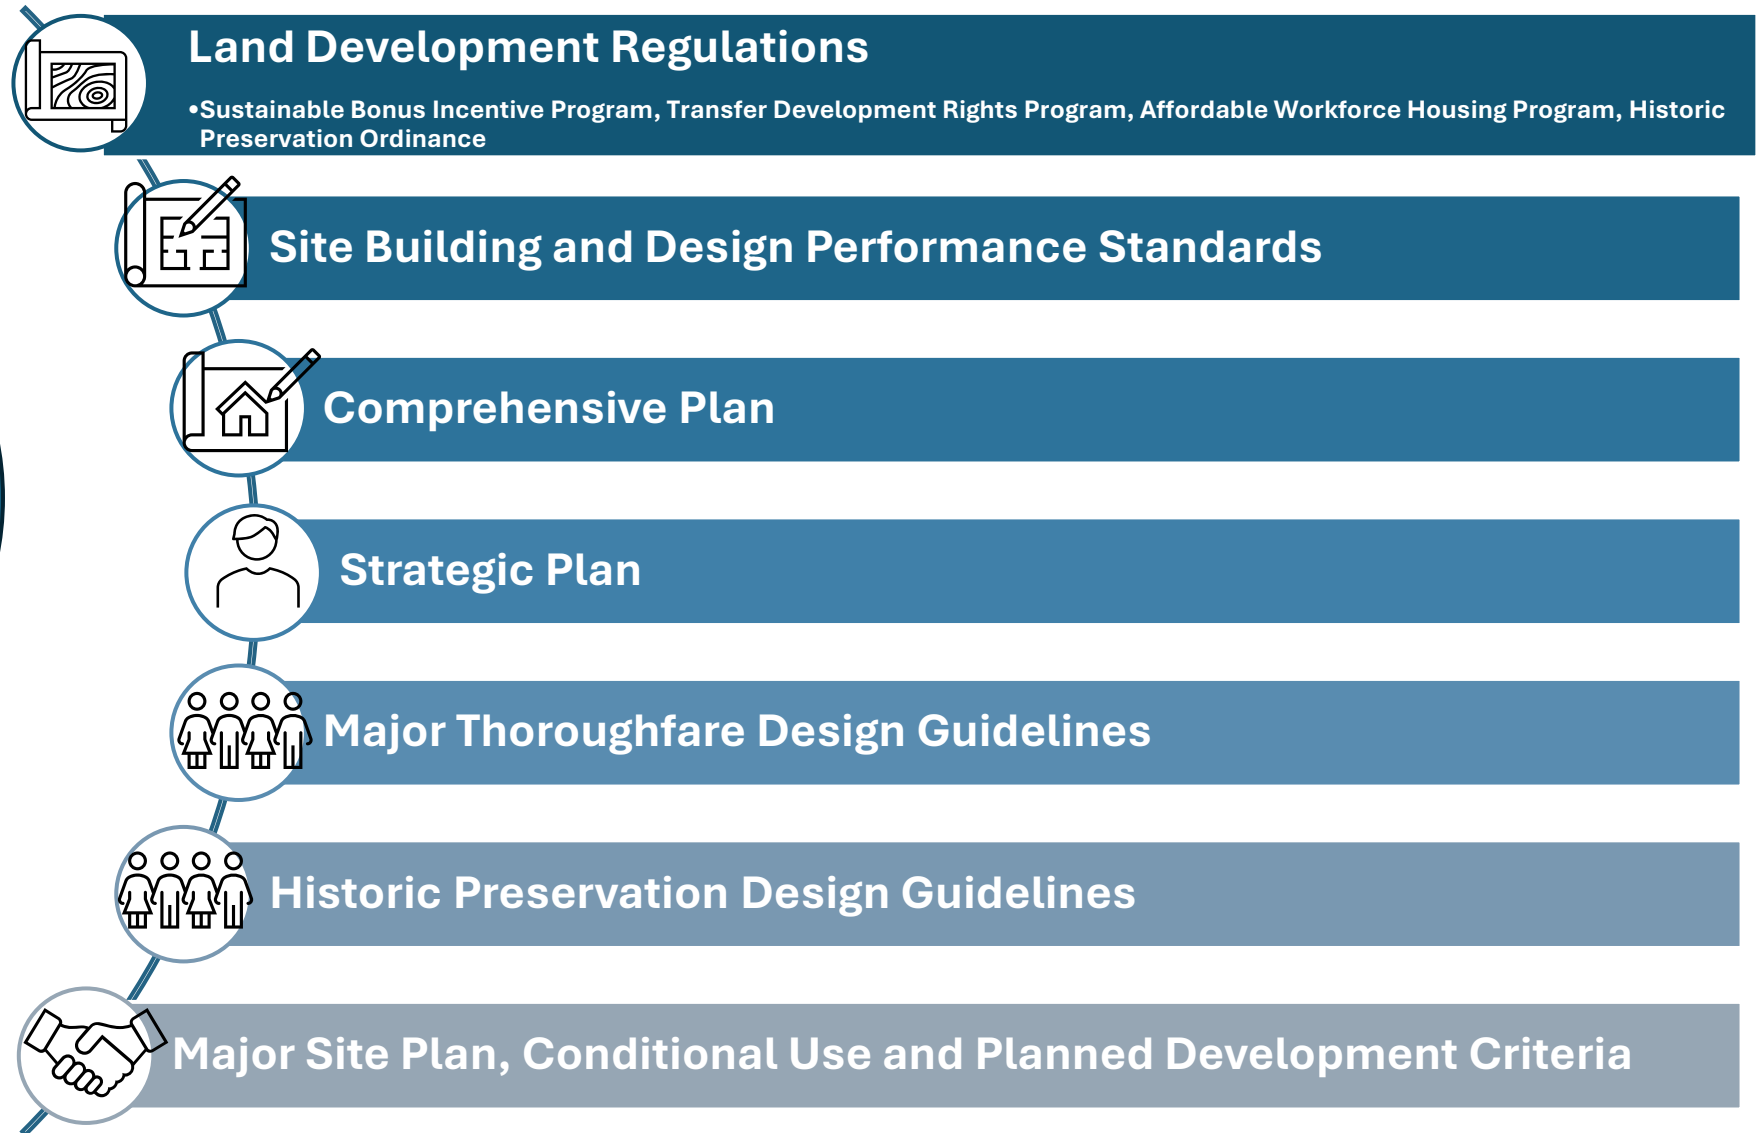 Land Development Regulations
•Sustainable Bonus Incentive Program, Transfer Development Rights Program, Affordable Workforce Housing Program, Historic
Preservation Ordinance
Site Building and Design Performance Standards
Comprehensive Plan
Strategic Plan
Major Thoroughfare Design Guidelines
Historic Preservation Design Guidelines
Major Site Plan, Conditional Use and Planned Development Criteria